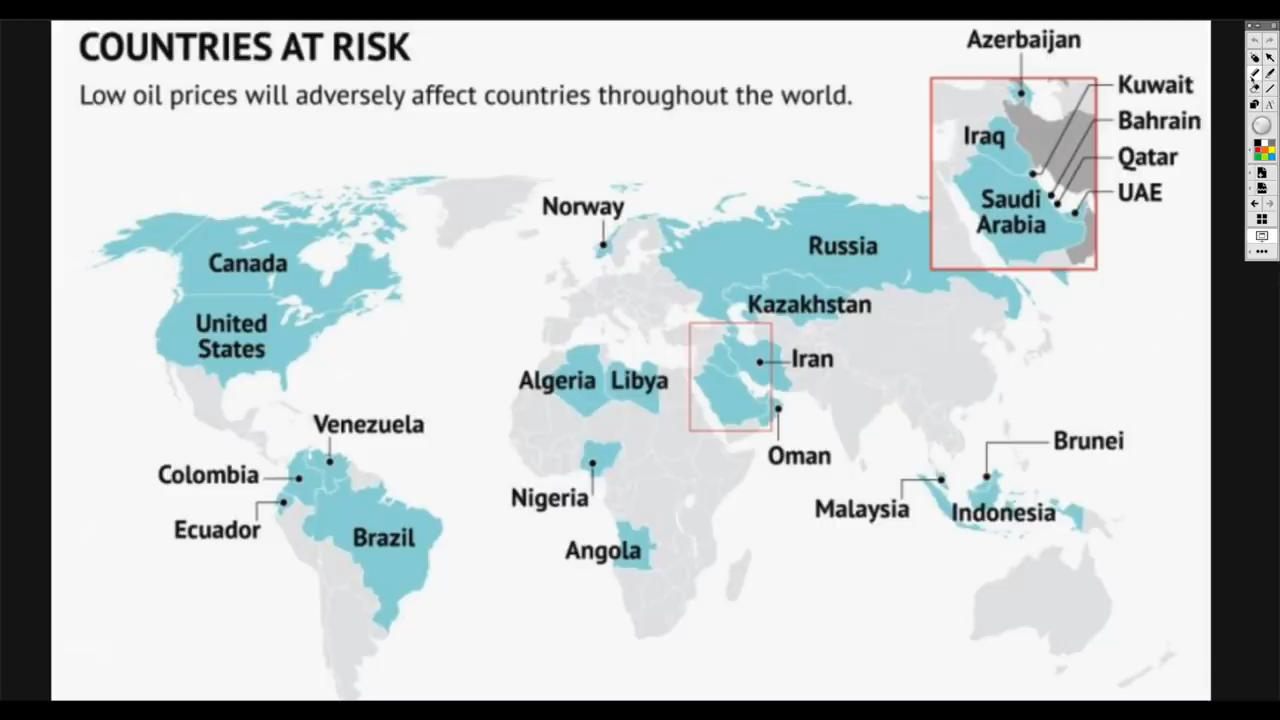 COUNTRIES AT RISK
Low oil prices will adversely affect countries throughout the world.
Azerbaijan
Kuwait
Bahrain
Qatar
UAE
Iraq
Saudi
Arabia
Norway
Russia
Canada
Kazakhstan
United
States
Iran
Algeria
Libya
Venezuela
Oman
Brunei
Colombia
Nigeria
Malaysia
Indonesia
Ecuador
Brazil
Angola
A